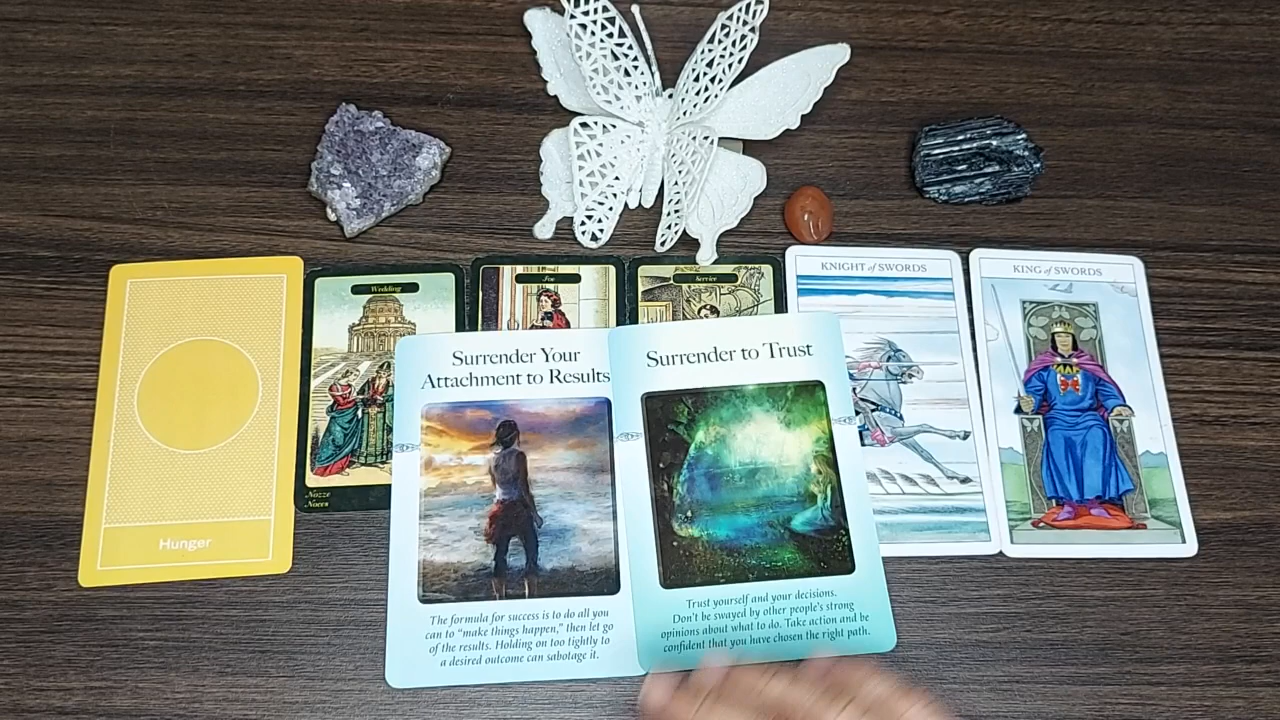 Hunger
Wedding
Nozze
Noces
Joy
Service
KNIGHT of SWORDS
KING of SWORDS
Surrender Your
Attachment to Results
The formula for success is to do all you
can to “make things happen,” then let go
of the results. Holding on too tightly to
a desired outcome can sabotage it.
Surrender to Trust
Trust yourself and your decisions.
Don't be swayed by other people's strong
opinions about what to do. Take action and be
confident that you have chosen the right path.